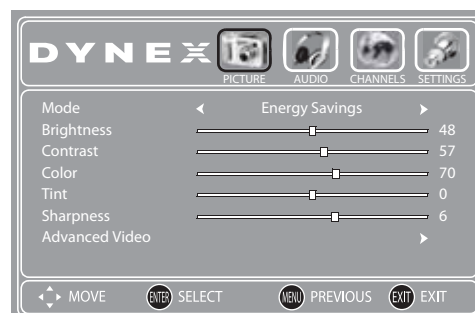 DYNEX
PICTURE AUDIO CHANNELS SETTINGS
Mode Energy Savings
Brightness 48
Contrast 57
Color 70
Tint 0
Sharpness 6
Advanced Video
MOVE ENTER SELECT MENU PREVIOUS EXIT EXIT